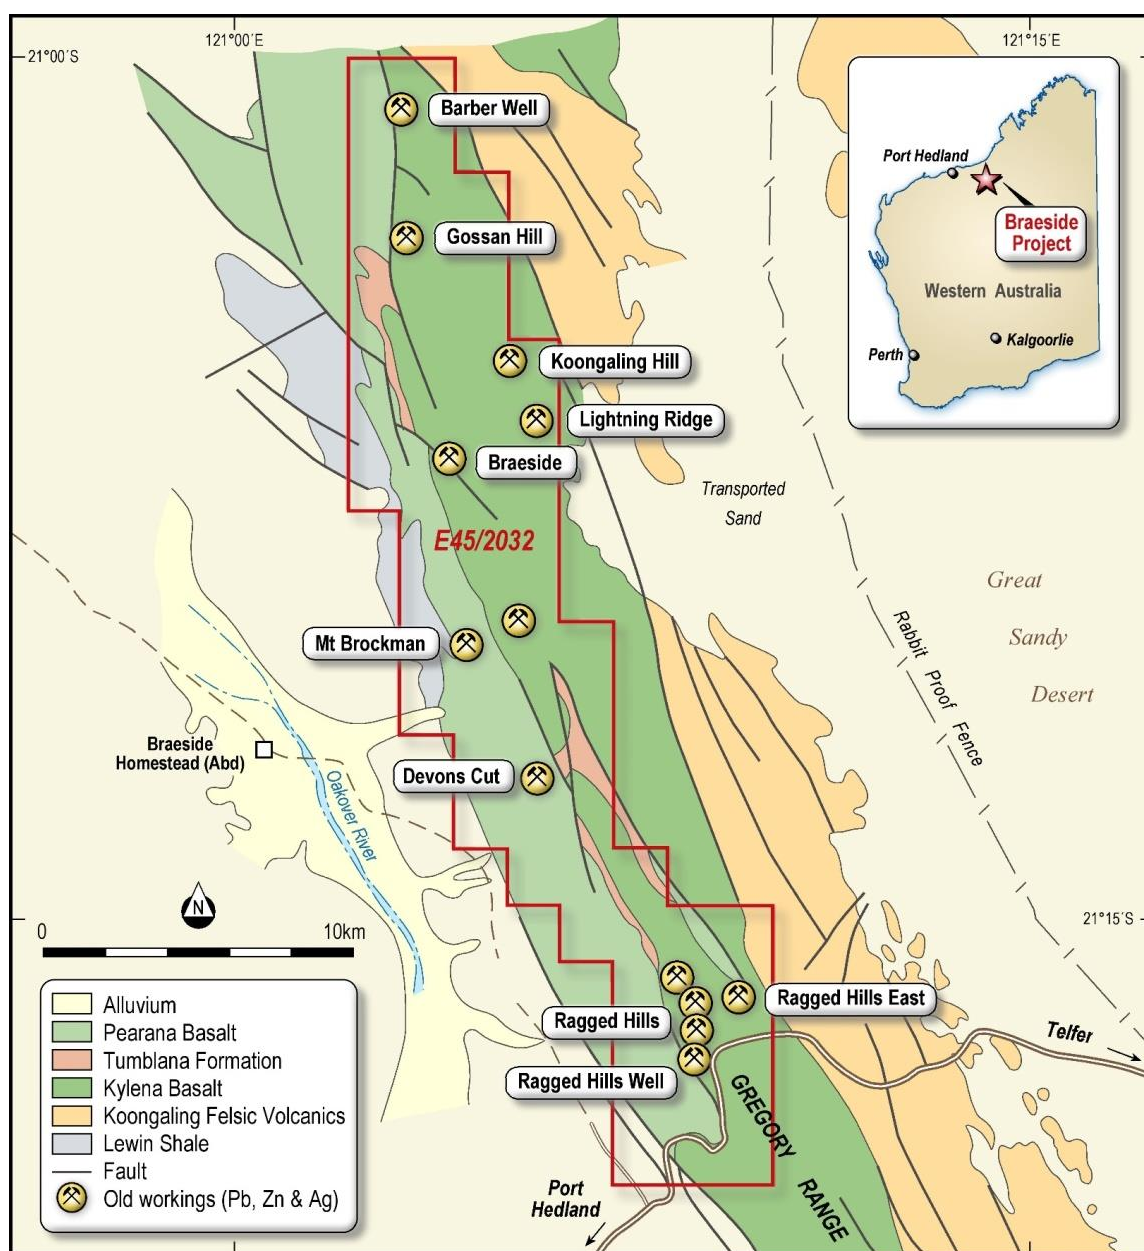 121°00´E
121°15´E
21°00´S
Barber Well
Gossan Hill
Koongaling Hill
Lightning Ridge
Braeside
E45/2032
Port Hedland
Braeside
Project
Western Australia
Kalgoorlie
Perth
Transported
Sand
Great
Sandy
Desert
Rabbit Proof Fence
Mt Brockman
Braeside
Homestead (Abd)
Oakover River
Devons Cut
21°15´S
N
0
10km
Ragged Hills East
Ragged Hills
Ragged Hills Well
Telfer
GREGORY
RANGE
Port
Hedland
Alluvium
Pearana Basalt
Tumblana Formation
Kylena Basalt
Koongaling Felsic Volcanics
Lewin Shale
Fault
Old workings (Pb, Zn & Ag)